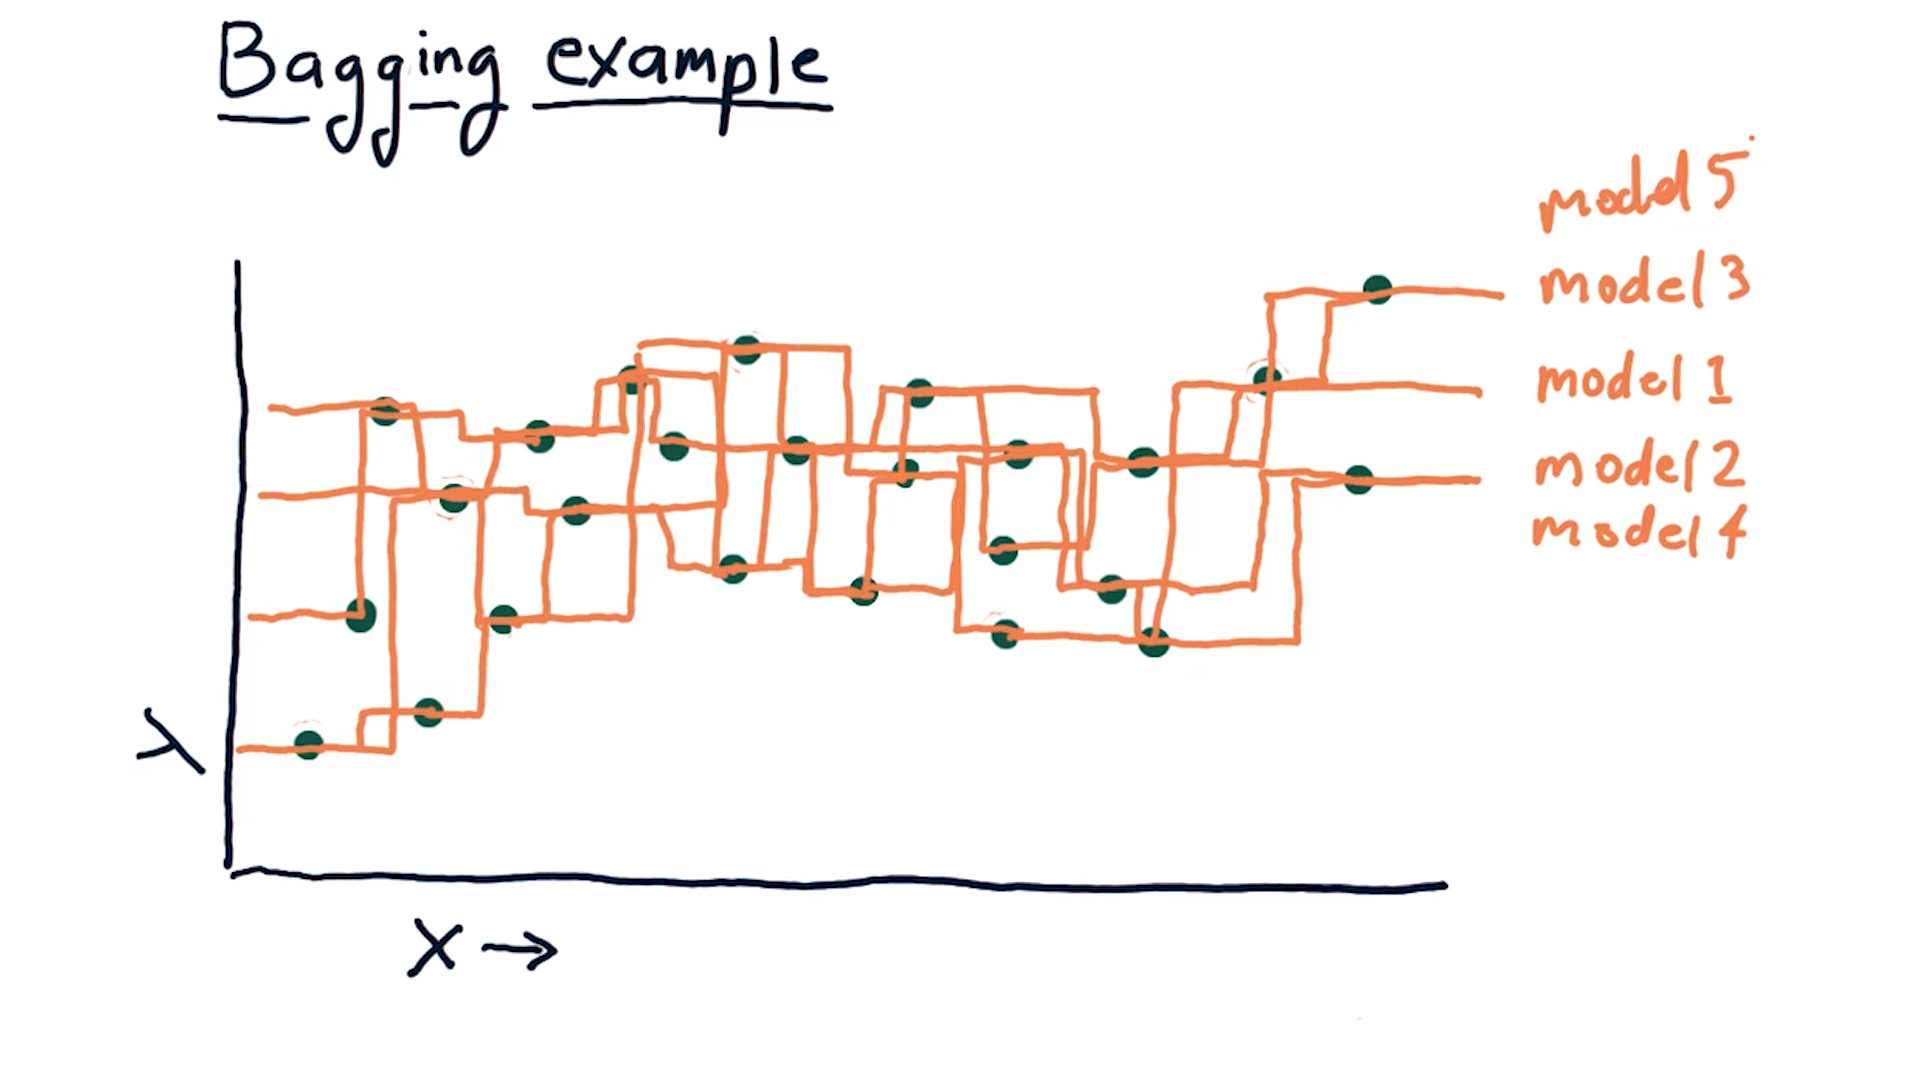 Bagging example
model 5
model 3
model 1
model 2
model 4
Y
X →